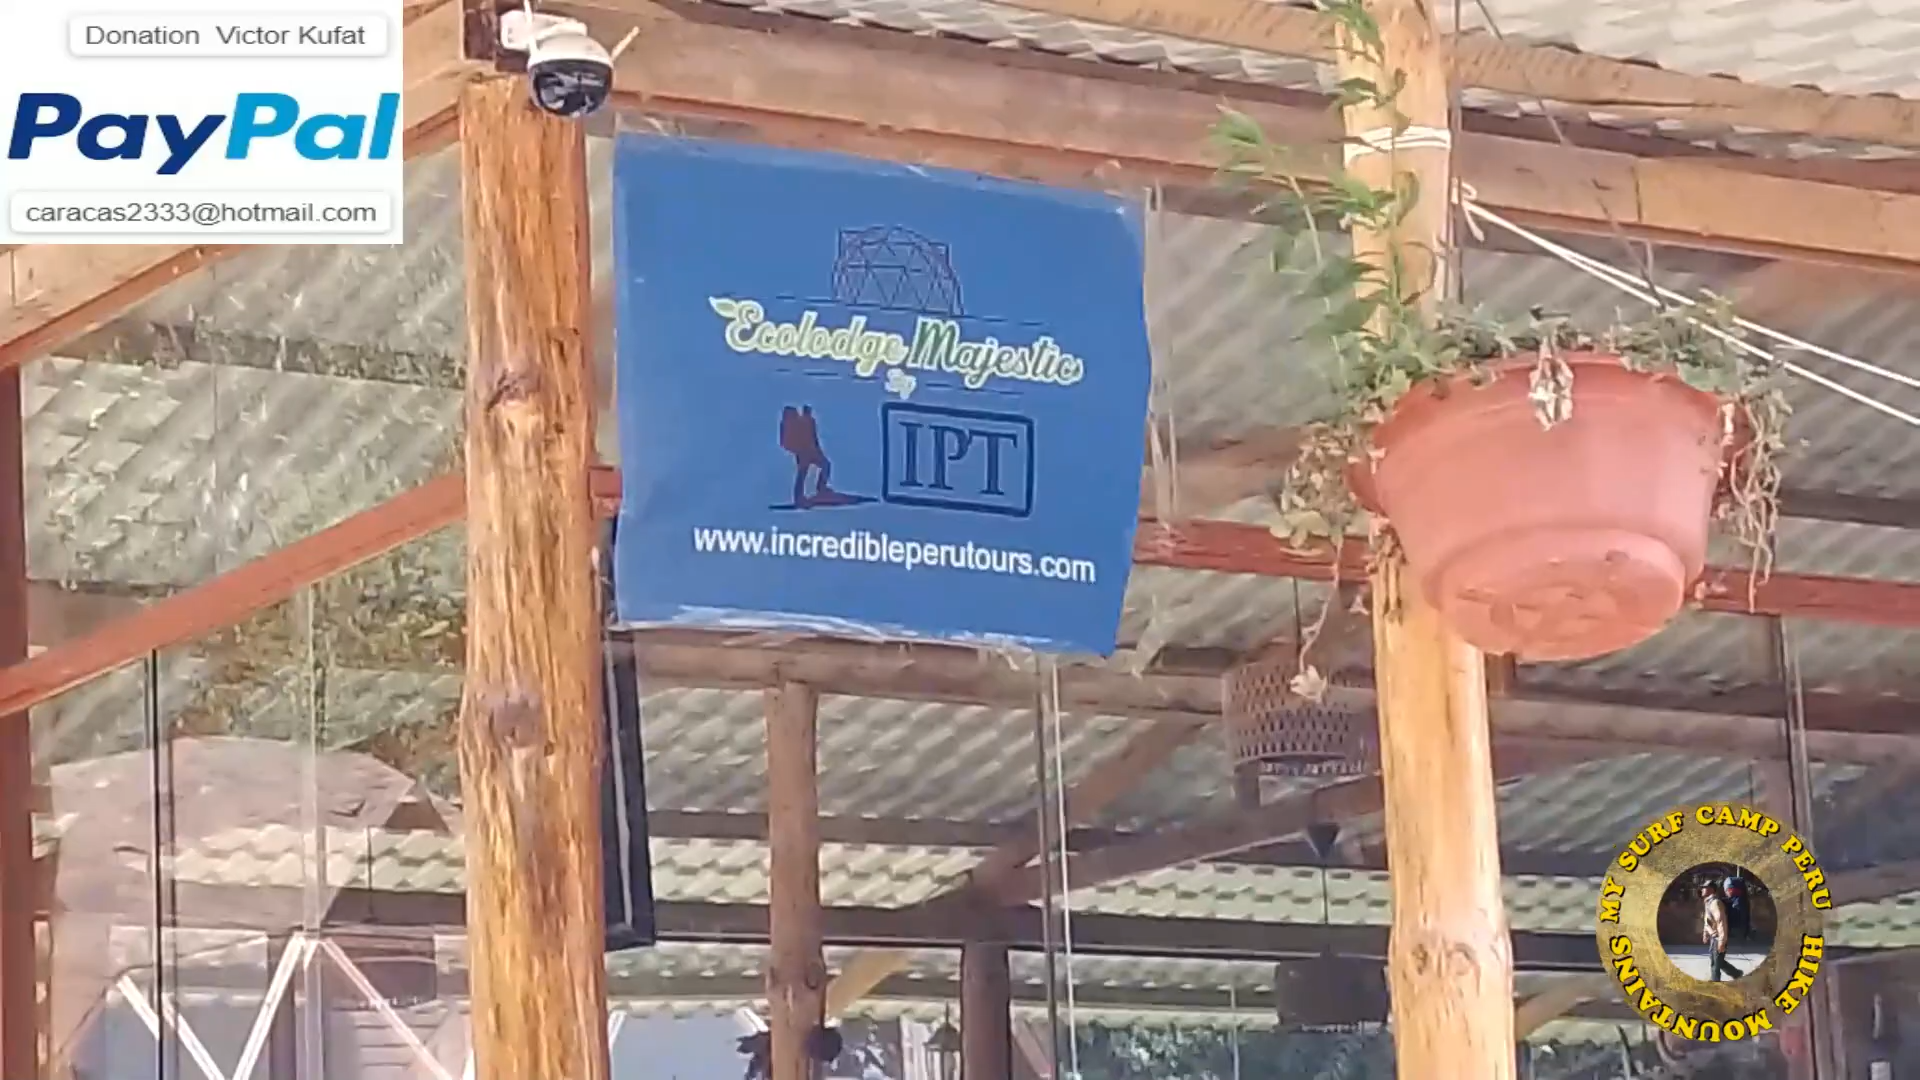 Donation Victor Kufat
PayPal
caracas2333@hotmail.com
Ecolodge Majestic
By
IPT
www.incredibleperutours.com
MY SURF CAMP PERU
HIKE MOUNTAINS